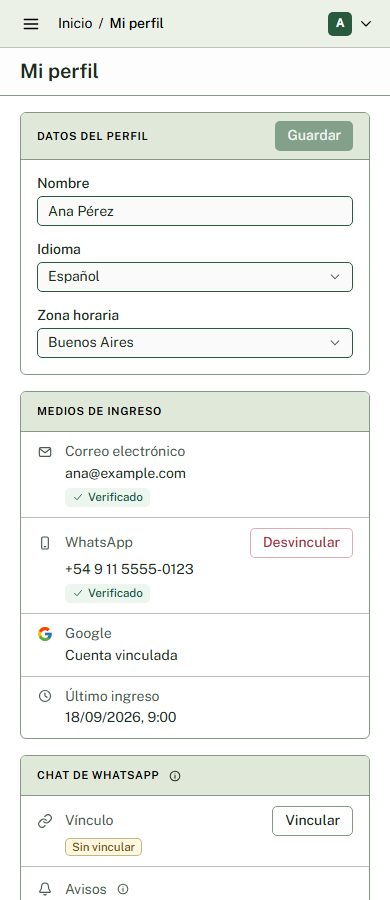 Inicio / Mi perfil
A
Mi perfil
DATOS DEL PERFIL
Guardar
Nombre
Ana Pérez
Idioma
Español
Zona horaria
Buenos Aires
MEDIOS DE INGRESO
Correo electrónico
ana@example.com
Verificado
WhatsApp
Desvincular
+54 9 11 5555-0123
Verificado
Google
Cuenta vinculada
Último ingreso
18/09/2026, 9:00
CHAT DE WHATSAPP
Vínculo
Vincular
Sin vincular
Avisos